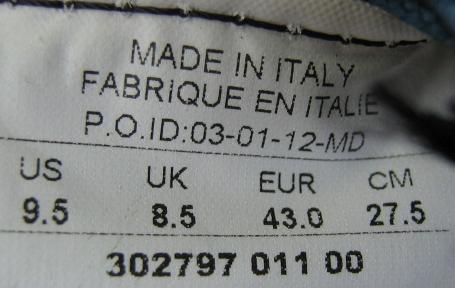 MADE IN ITALY
FABRIQUE EN ITALIE
P.O.ID:03-01-12-MD
US UK EUR CM
9.5 8.5 43.0 27.5
302797 011 00